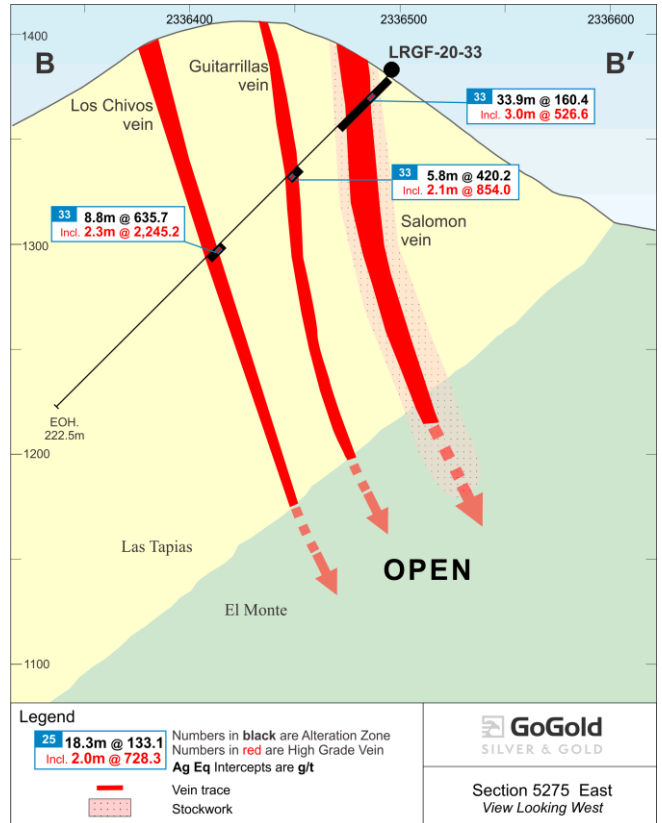 2336400 2336500 2336600
1400
B
B'
LRGF-20-33
Guitarrillas
vein
Los Chivos
vein
33 33.9m @ 160.4
Incl. 3.0m @ 526.6
33 5.8m @ 420.2
Incl. 2.1m @ 854.0
33 8.8m @ 635.7
Incl. 2.3m @ 2,245.2
Salomon
vein
1300
EOH.
222.5m
1200
Las Tapias
OPEN
El Monte
1100
Legend
25 18.3m @ 133.1
Incl. 2.0m @ 728.3
Numbers in black are Alteration Zone
Numbers in red are High Grade Vein
Ag Eq Intercepts are g/t
Vein trace
Stockwork
GoGold
SILVER & GOLD
Section 5275 East
View Looking West